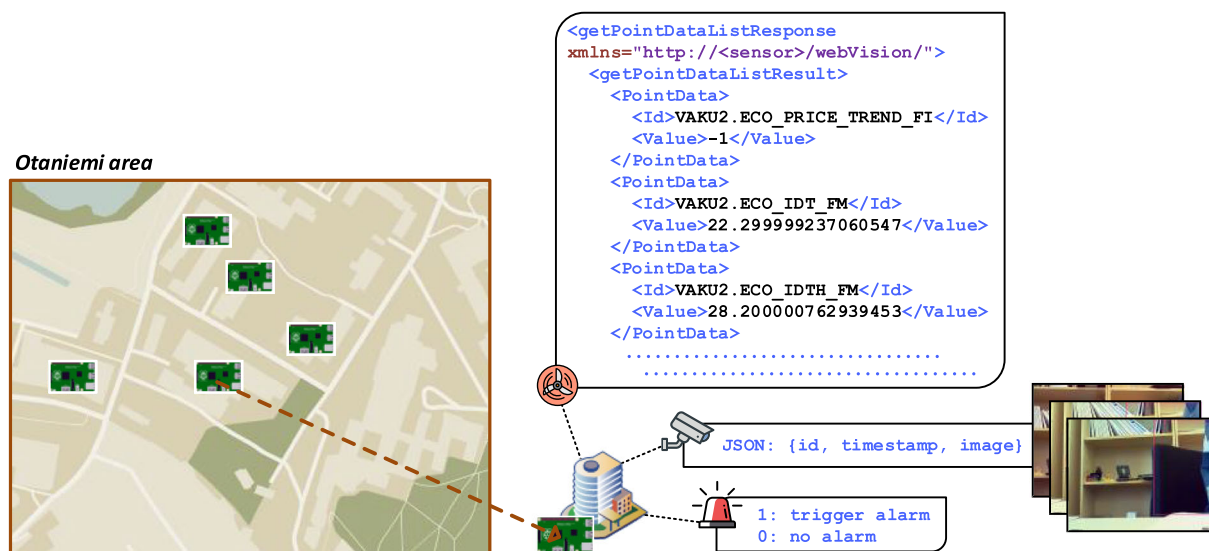 Otaniemi area
<getPointDataListResponse
xmlns="http://<sensor>/webVision/">
<getPointDataListResult>
<PointData>
<Id>VAKU2.ECO_PRICE_TREND_FI</Id>
<Value>-1</Value>
</PointData>
<PointData>
<Id>VAKU2.ECO_IDT_FM</Id>
<Value>22.299999237060547</Value>
</PointData>
<PointData>
<Id>VAKU2.ECO_IDTH_FM</Id>
<Value>28.200000762939453</Value>
</PointData>
................................
..................................
JSON: {id, timestamp, image}
1: trigger alarm
0: no alarm